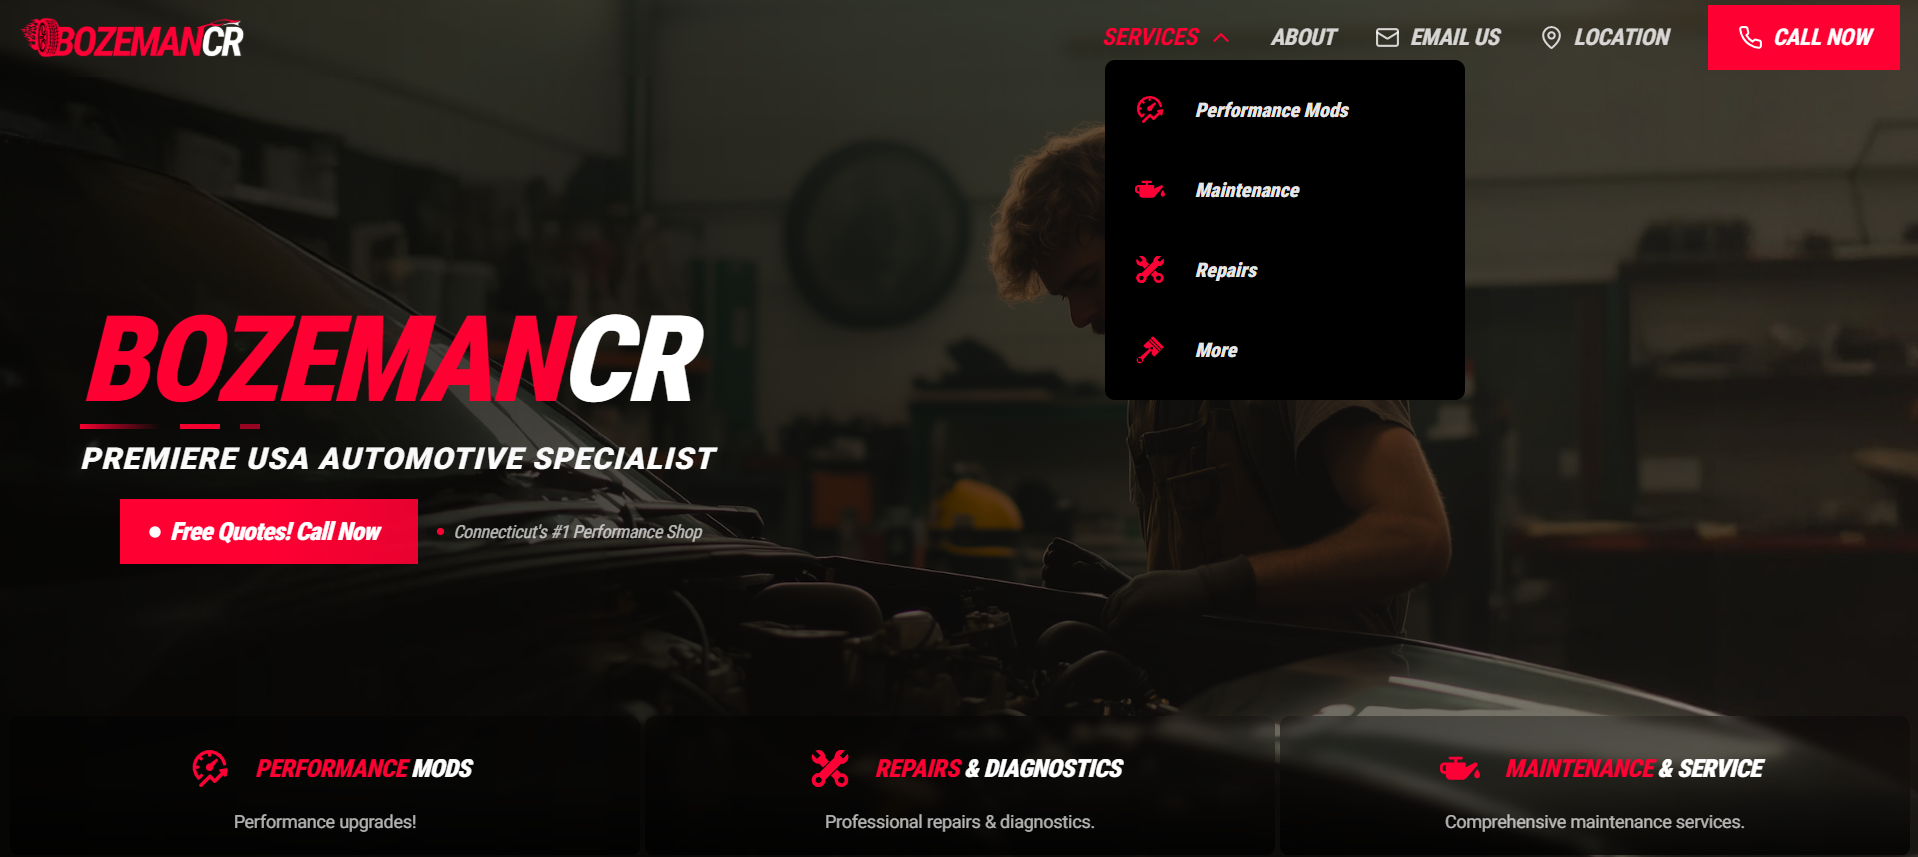 BOZEMANCR
SERVICES
ABOUT
EMAIL US
LOCATION
CALL NOW
Performance Mods
Maintenance
Repairs
More
BOZEMANCR
PREMIERE USA AUTOMOTIVE SPECIALIST
Free Quotes! Call Now
Connecticut's #1 Performance Shop
PERFORMANCE MODS
Performance upgrades!
REPAIRS & DIAGNOSTICS
Professional repairs & diagnostics.
MAINTENANCE & SERVICE
Comprehensive maintenance services.